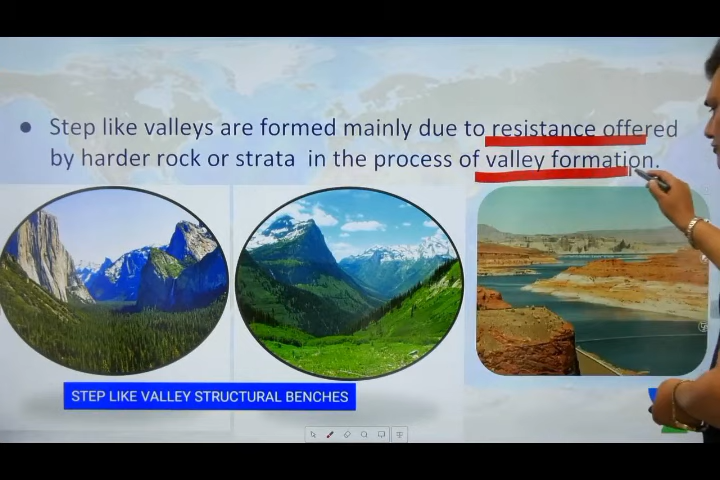 ● Step like valleys are formed mainly due to resistance offered
by harder rock or strata in the process of valley formation.
STEP LIKE VALLEY STRUCTURAL BENCHES